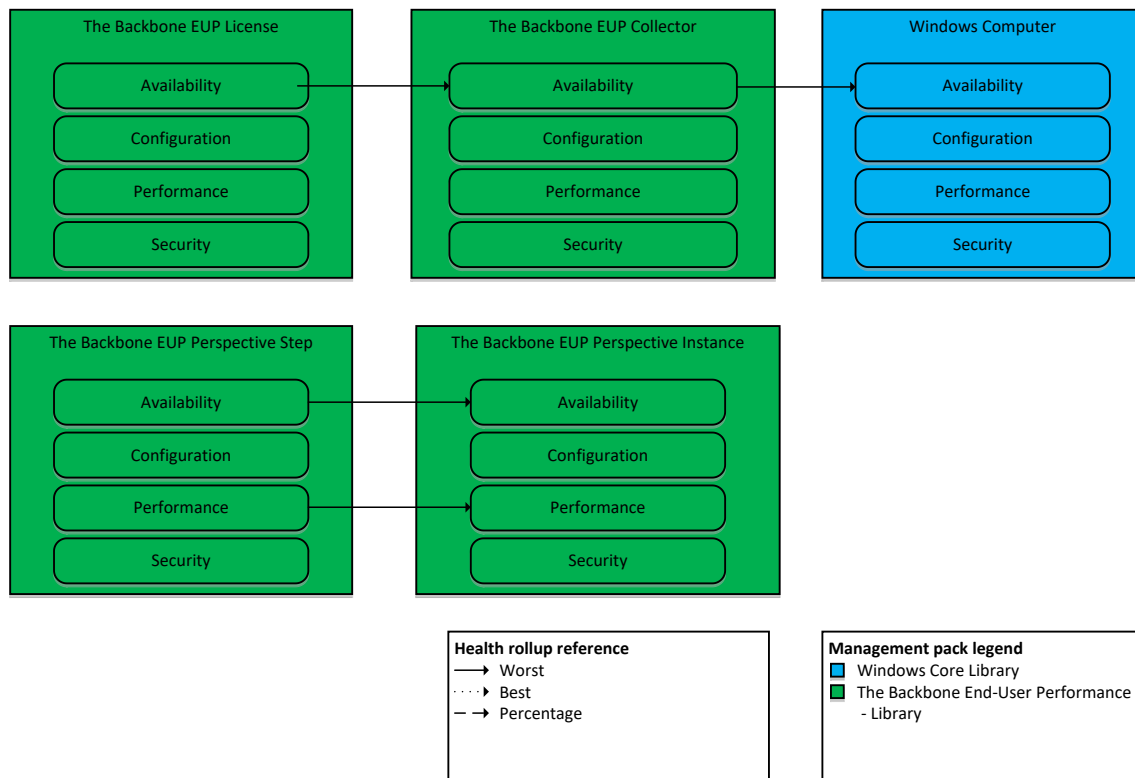 The Backbone EUP License
Availability
Configuration
Performance
Security
The Backbone EUP Collector
Availability
Configuration
Performance
Security
Windows Computer
Availability
Configuration
Performance
Security
The Backbone EUP Perspective Step
Availability
Configuration
Performance
Security
The Backbone EUP Perspective Instance
Availability
Configuration
Performance
Security
Health rollup reference
Worst
Best
Percentage
Management pack legend
Windows Core Library
The Backbone End-User Performance
- Library